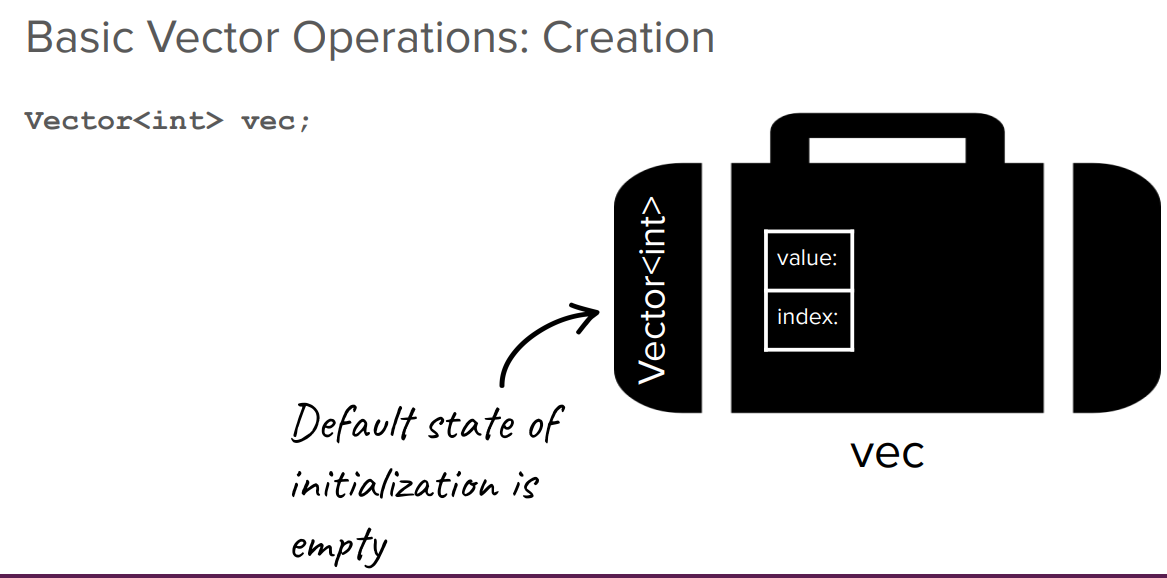 Basic Vector Operations: Creation
Vector<int> vec;
Vector<int>
value:
index:
Default state of
initialization is
empty
vec